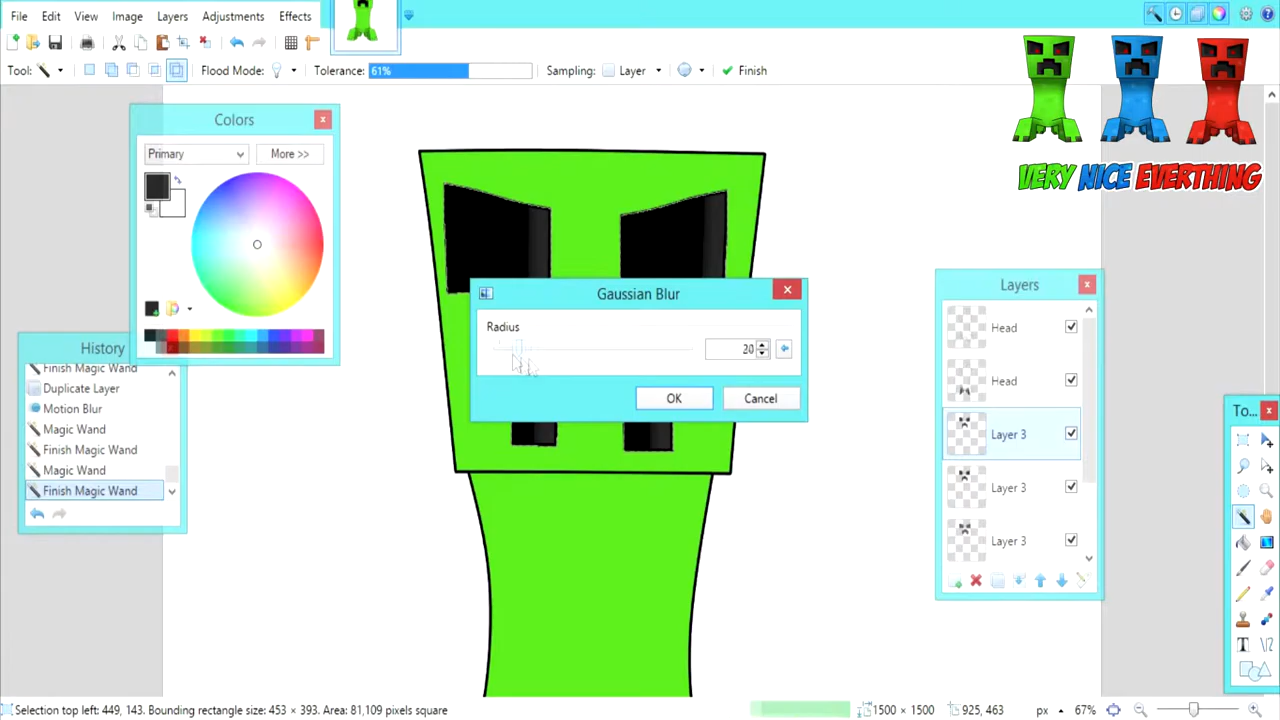 File Edit View Image Layers Adjustments Effects
Tool: Flood Mode: Tolerance: 61% Sampling: Layer Finish
VERY NICE EVERTHING
Colors
Primary More >>
History
Finish Magic Wand
Duplicate Layer
Motion Blur
Magic Wand
Finish Magic Wand
Magic Wand
Finish Magic Wand
Gaussian Blur
Radius
20
OK Cancel
Layers
Head
Head
Layer 3
Layer 3
Layer 3
To...
Selection top left: 449, 143. Bounding rectangle size: 453 × 393. Area: 81,109 pixels square 1500 × 1500 925, 463 px 67%